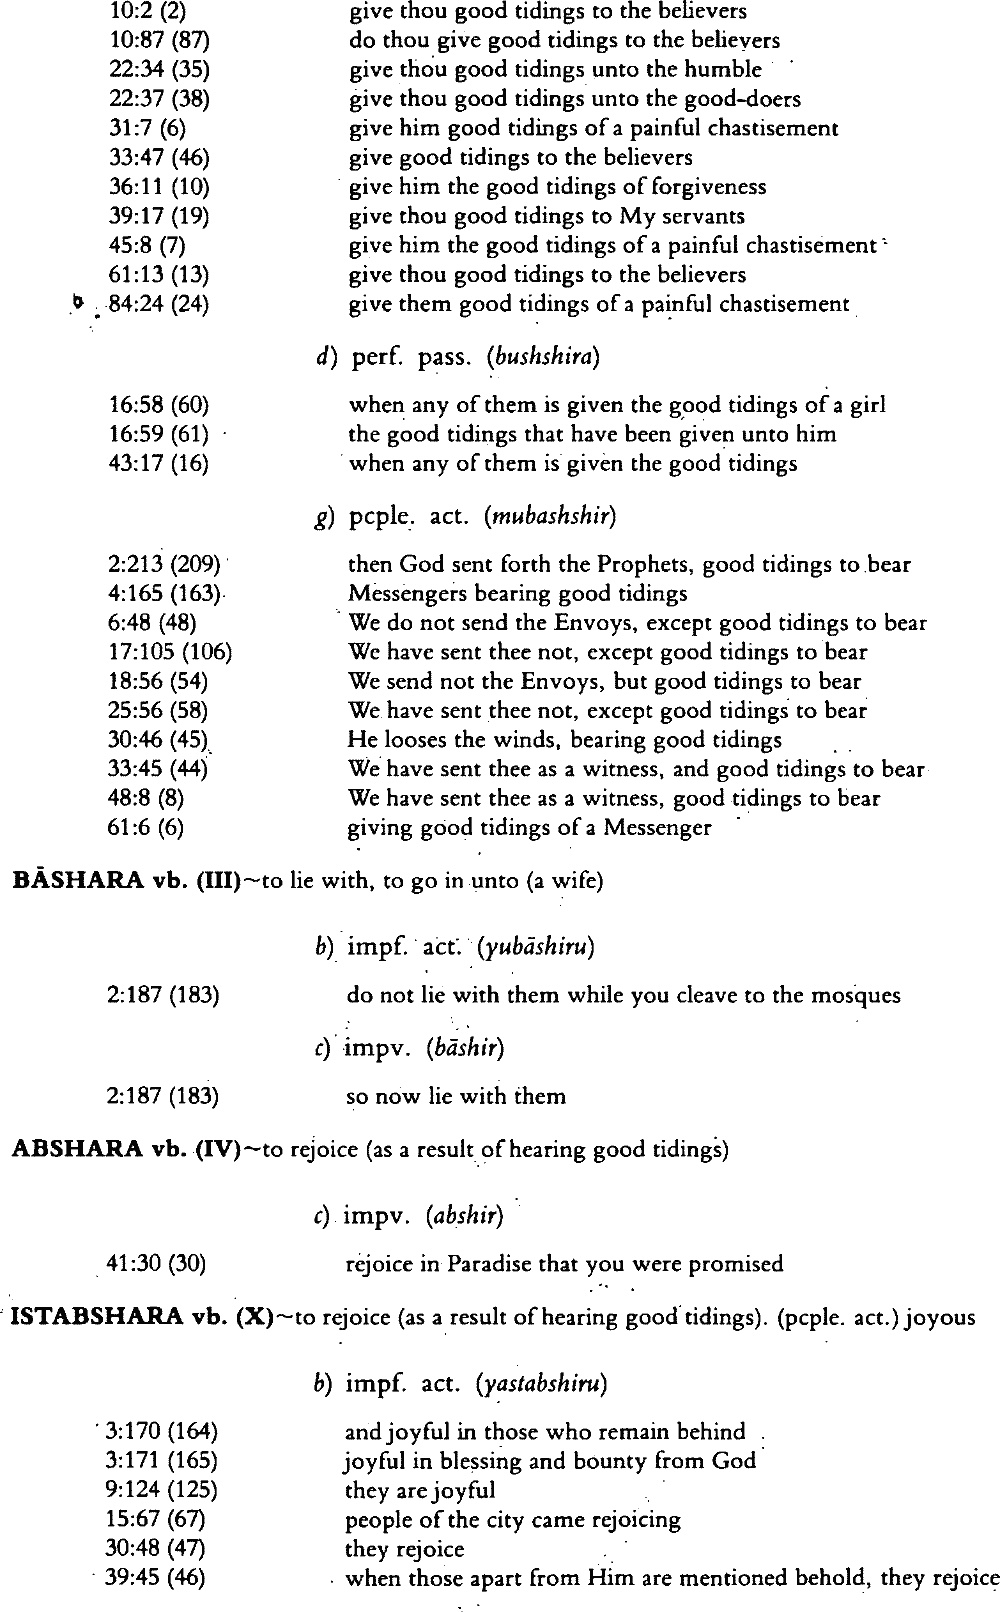 10:2 (2) give thou good tidings to the believers
10:87 (87) do thou give good tidings to the believers
22:34 (35) give thou good tidings unto the humble
22:37 (38) give thou good tidings unto the good-doers
31:7 (6) give him good tidings of a painful chastisement
33:47 (46) give good tidings to the believers
36:11 (10) give him the good tidings of forgiveness
39:17 (19) give thou good tidings to My servants
45:8 (7) give him the good tidings of a painful chastisement
61:13 (13) give thou good tidings to the believers
84:24 (24) give them good tidings of a painful chastisement
d) perf. pass. (bushshira)
16:58 (60) when any of them is given the good tidings of a girl
16:59 (61) the good tidings that have been given unto him
43:17 (16) when any of them is given the good tidings
g) pcple. act. (mubashshir)
2:213 (209) then God sent forth the Prophets, good tidings to bear
4:165 (163) Messengers bearing good tidings
6:48 (48) We do not send the Envoys, except good tidings to bear
17:105 (106) We have sent thee not, except good tidings to bear
18:56 (54) We send not the Envoys, but good tidings to bear
25:56 (58) We have sent thee not, except good tidings to bear
30:46 (45) He looses the winds, bearing good tidings
33:45 (44) We have sent thee as a witness, and good tidings to bear
48:8 (8) We have sent thee as a witness, good tidings to bear
61:6 (6) giving good tidings of a Messenger
BĀSHARA vb. (III)~to lie with, to go in unto (a wife)
b) impf. act. (yubāshiru)
2:187 (183) do not lie with them while you cleave to the mosques
c) impv. (bāshir)
2:187 (183) so now lie with them
ABSHARA vb. (IV)~to rejoice (as a result of hearing good tidings)
c) impv. (abshir)
41:30 (30) rejoice in Paradise that you were promised
ISTABSHARA vb. (X)~to rejoice (as a result of hearing good tidings). (pcple. act.) joyous
b) impf. act. (yastabshiru)
3:170 (164) and joyful in those who remain behind
3:171 (165) joyful in blessing and bounty from God
9:124 (125) they are joyful
15:67 (67) people of the city came rejoicing
30:48 (47) they rejoice
39:45 (46) when those apart from Him are mentioned behold, they rejoice